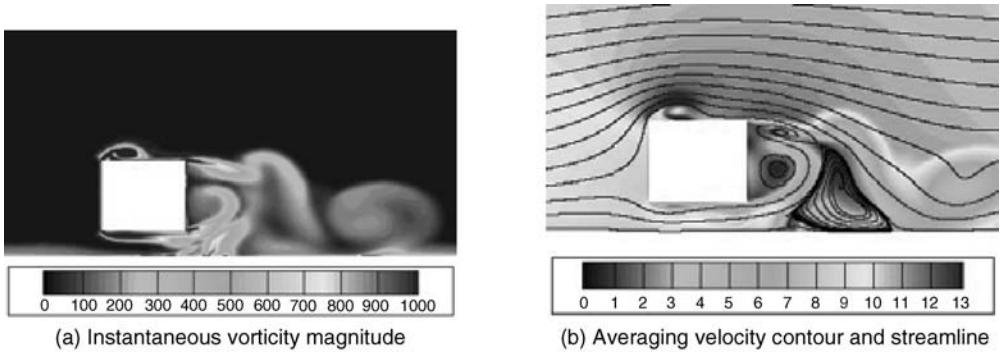 0 100 200 300 400 500 600 700 800 900 1000
(a) Instantaneous vorticity magnitude
0 1 2 3 4 5 6 7 8 9 10 11 12 13
(b) Averaging velocity contour and streamline